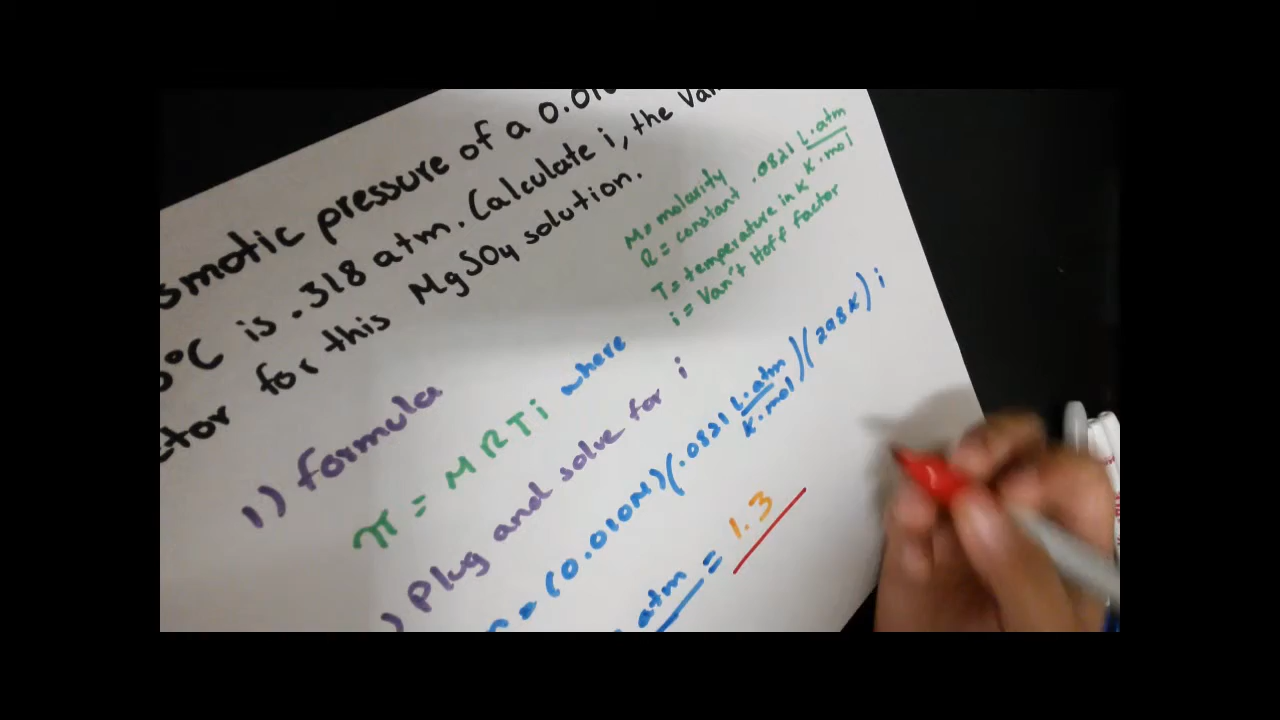 smotic pressure of a 0.010
°C is .318 atm. Calculate i, the Van
ctor for this MgSO4 solution.
M= molarity
R = constant .0821 L.atm
K.mol
T= temperature in K
i = Van't Hoff factor
1) formula
π = MRTi where
) Plug and solve for i
= (0.010M)(.0821 L.atm
K.mol)(298K) i
atm = 1.3